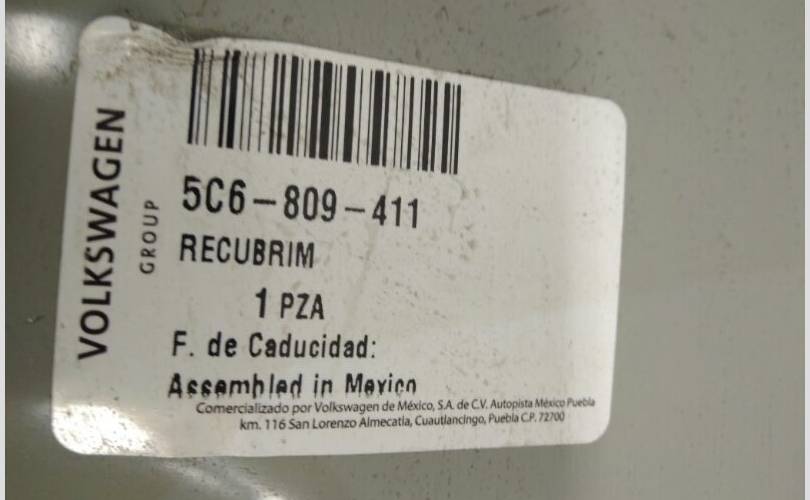 VOLKSWAGEN
GROUP
5C6-809-411
RECUBRIM
1 PZA
F. de Caducidad:
Assembled in Mexico
Comercializado por Volkswagen de México, S.A. de C.V. Autopista México Puebla
km. 116 San Lorenzo Almecatla, Cuautlancingo, Puebla C.P. 72700